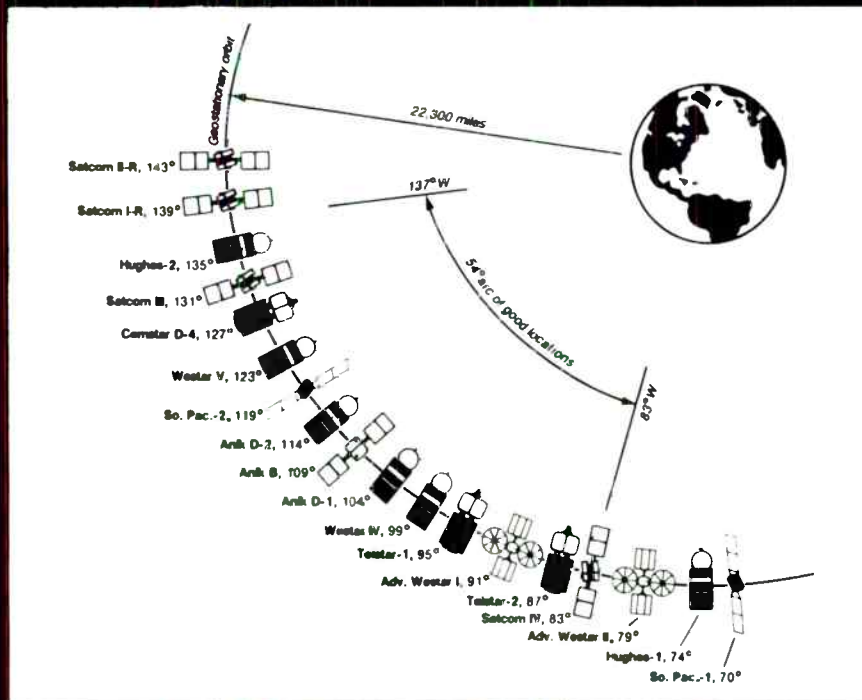 Geostationary orbit
22,300 miles
Satcom II-R, 143°
137°W
Satcom I-R, 139°
Hughes-2, 135°
Satcom III, 131°
54° arc of good locations
Comstar D-4, 127°
Westar V, 123°
83°W
So. Pac.-2, 119°
Anik D-2, 114°
Anik B, 109°
Anik D-1, 104°
Westar IV, 99°
Telstar-1, 95°
Adv. Westar I, 91°
Telstar-2, 87°
Satcom IV, 83°
Adv. Westar II, 79°
Hughes-1, 74°
So. Pac.-1, 70°